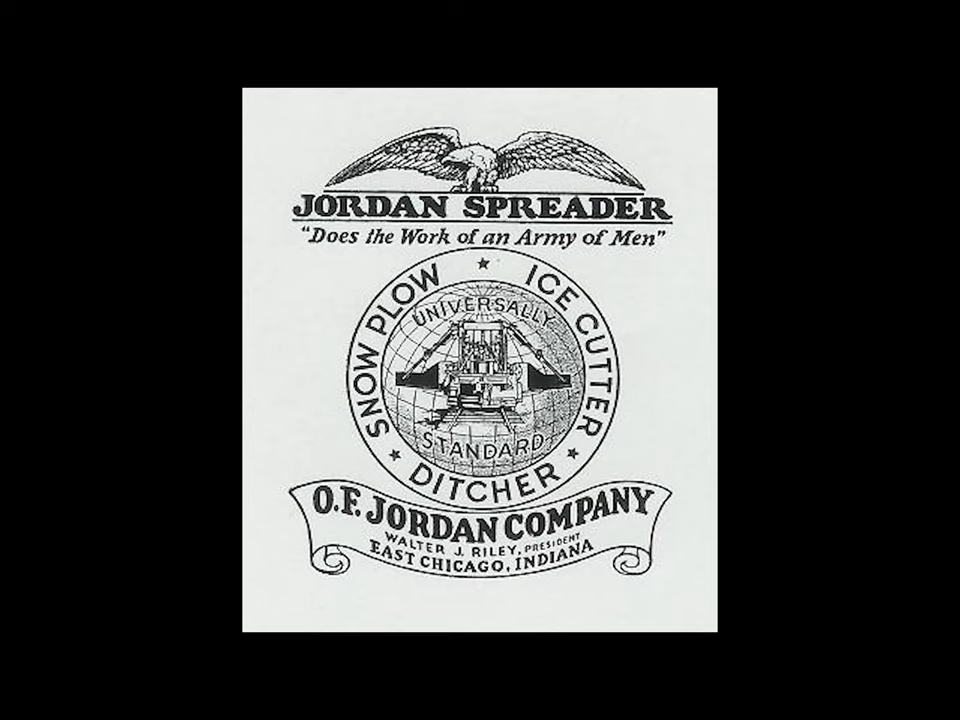 JORDAN SPREADER
"Does the Work of an Army of Men"
SNOW PLOW ★ ICE CUTTER ★ DITCHER ★
UNIVERSALLY
STANDARD
O.F. JORDAN COMPANY
WALTER J. RILEY, PRESIDENT
EAST CHICAGO, INDIANA